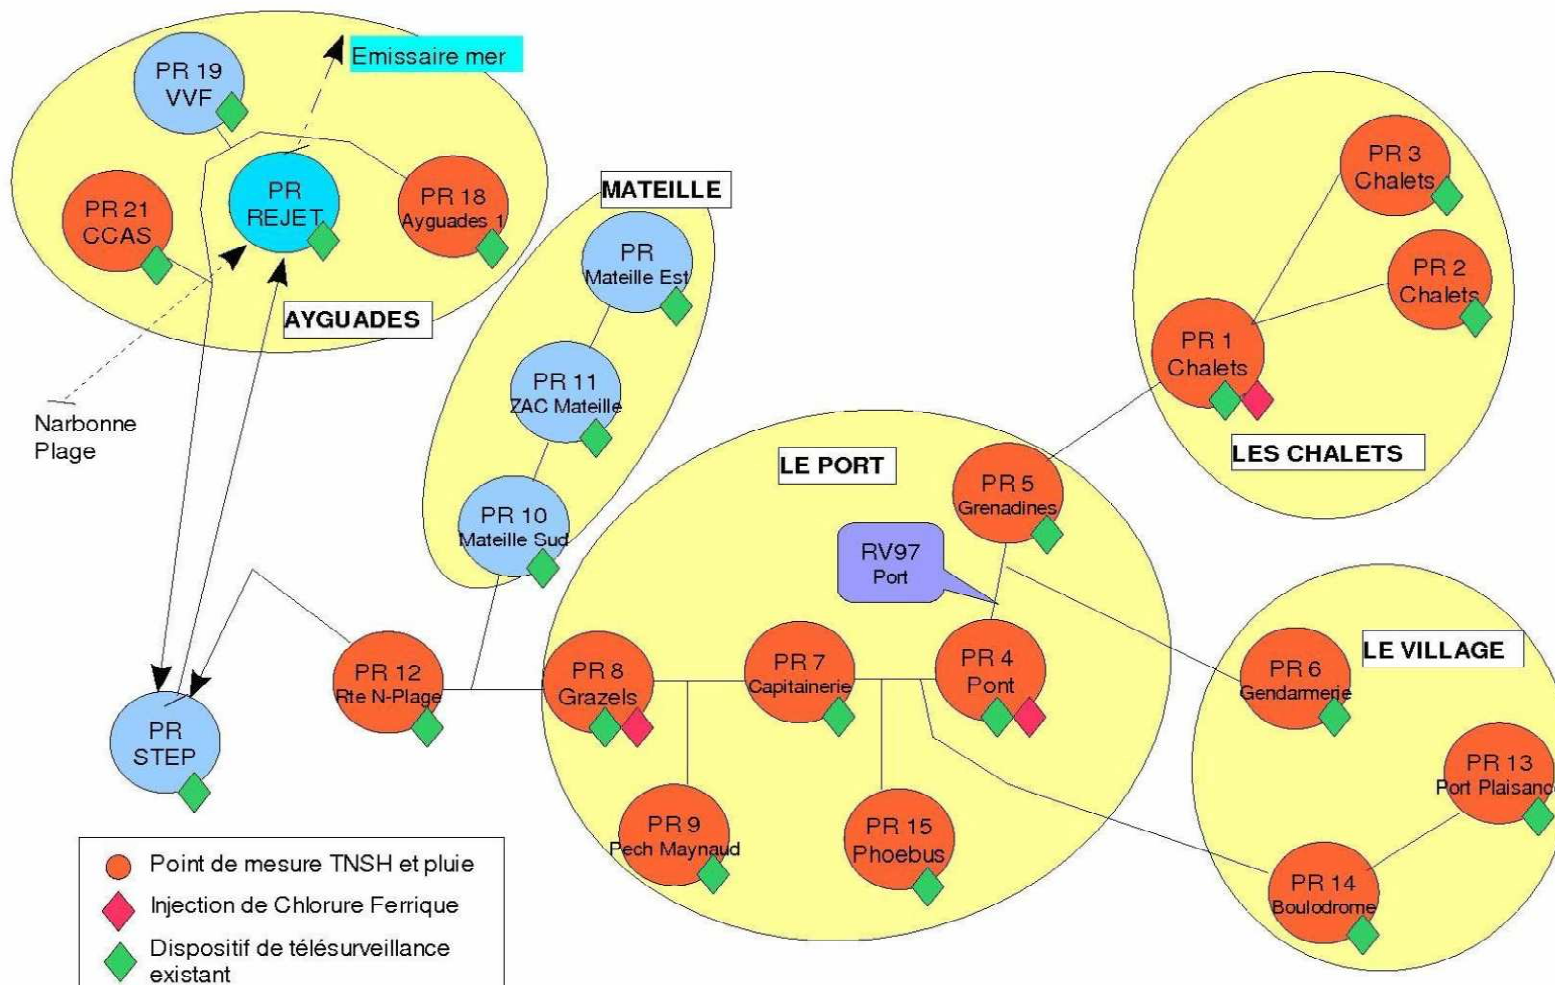 Emissaire mer
PR 19
VVF
PR 21
CCAS
PR
REJET
PR 18
Ayguades 1
AYGUADES
Narbonne
Plage
MATEILLE
PR
Mateille Est
PR 11
ZAC Mateille
PR 10
Mateille Sud
PR 3
Chalets
PR 2
Chalets
PR 1
Chalets
LES CHALETS
LE PORT
PR 5
Grenadines
RV97
Port
PR 12
Rte N-Plage
PR 8
Grazels
PR 7
Capitainerie
PR 4
Pont
PR 9
Pech Maynaud
PR 15
Phoebus
LE VILLAGE
PR 6
Gendarmerie
PR 13
Port Plaisance
PR 14
Boulodrome
PR
STEP
Point de mesure TNSH et pluie
Injection de Chlorure Ferrique
Dispositif de télésurveillance
existant